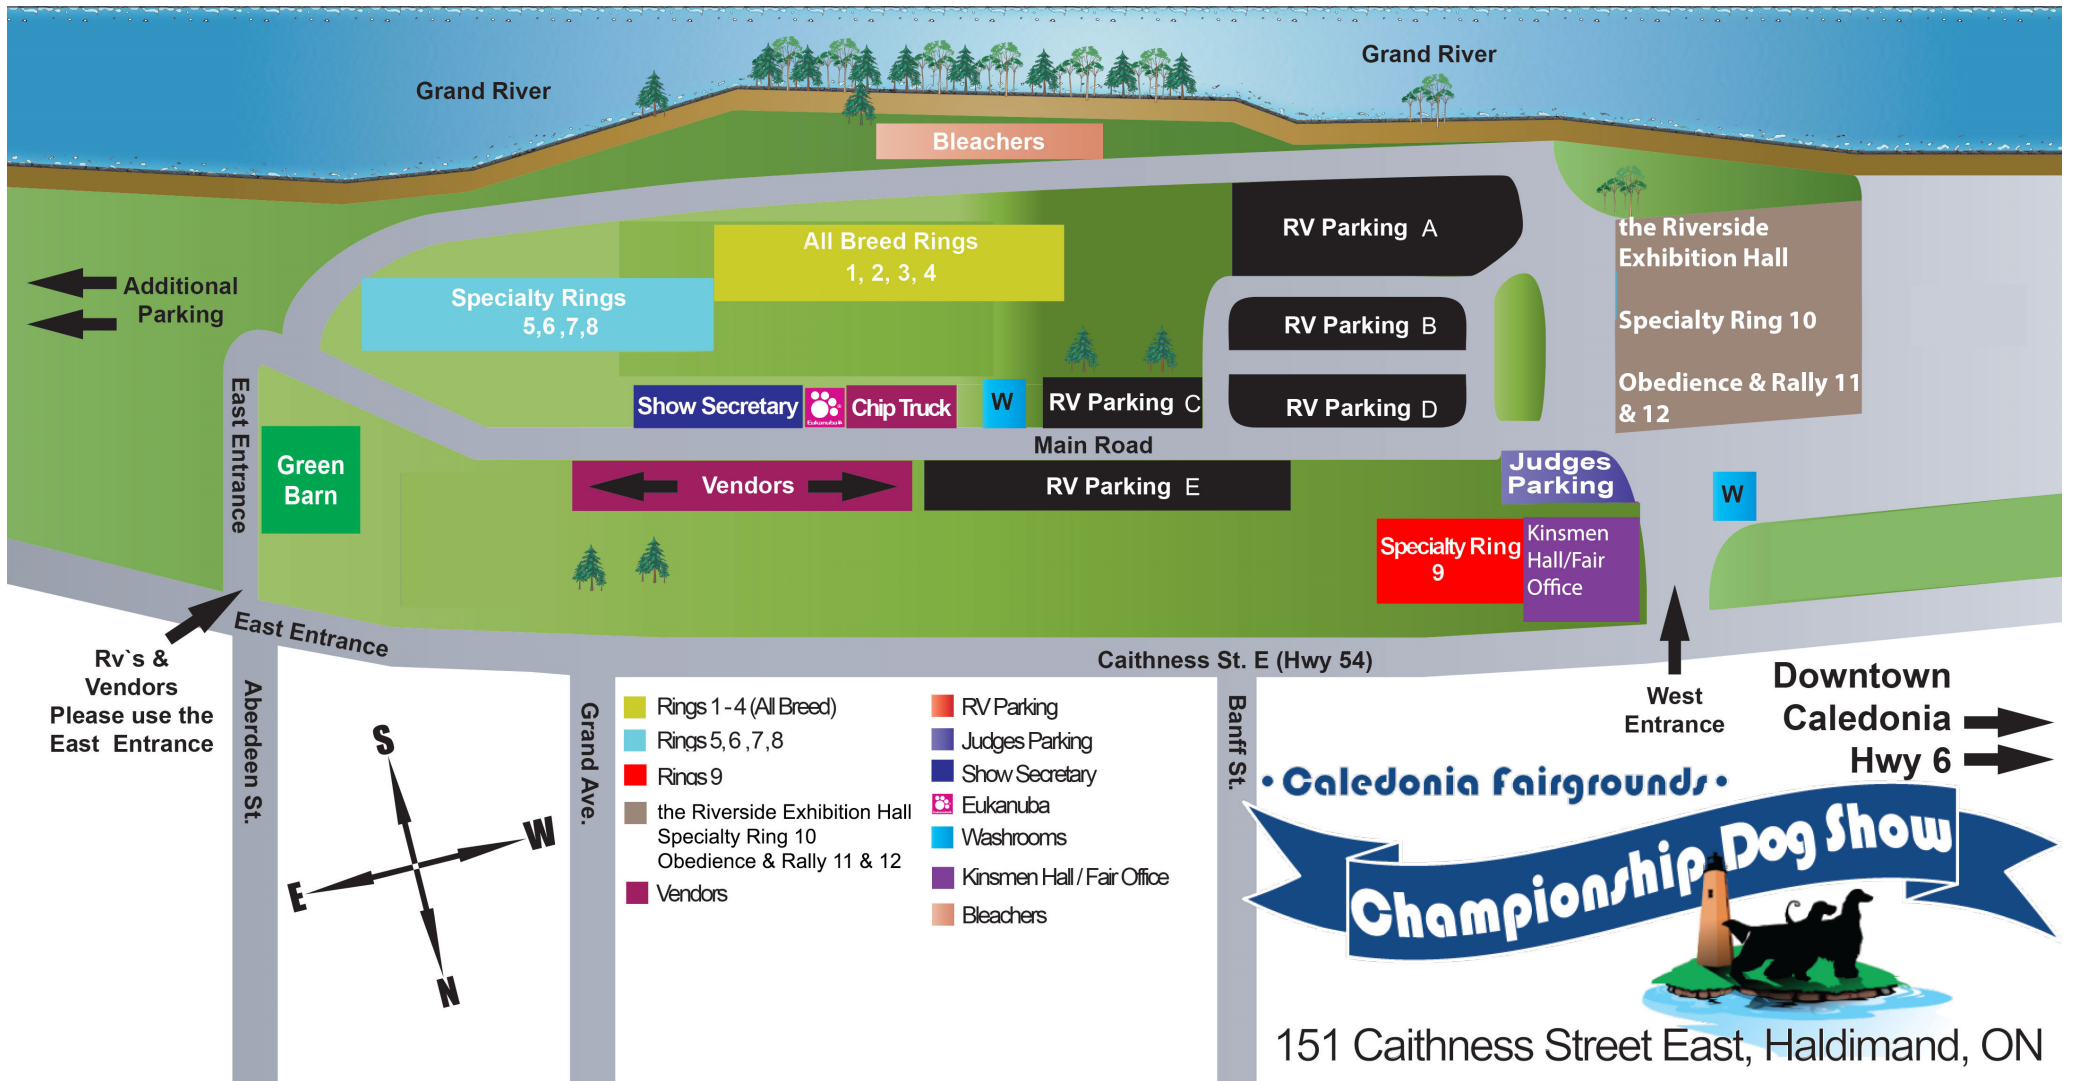 Grand River
Grand River
Bleachers
RV Parking A
All Breed Rings
1, 2, 3, 4
the Riverside
Exhibition Hall
Specialty Ring 10
Obedience & Rally 11
& 12
Additional
Parking
Specialty Rings
5,6 ,7,8
RV Parking B
East Entrance
Show Secretary
Eukanuba
Chip Truck
W
RV Parking C
RV Parking D
Main Road
Green
Barn
Vendors
RV Parking E
Judges
Parking
W
Specialty Ring
9
Kinsmen
Hall/Fair
Office
East Entrance
Caithness St. E (Hwy 54)
Rv`s &
Vendors
Please use the
East Entrance
Aberdeen St.
Grand Ave.
Banff St.
West
Entrance
Downtown
Caledonia
Hwy 6
S
W
E
N
Rings 1 - 4 (All Breed)
Rings 5, 6 ,7,8
Rings 9
the Riverside Exhibition Hall
Specialty Ring 10
Obedience & Rally 11 & 12
Vendors
RV Parking
Judges Parking
Show Secretary
Eukanuba
Washrooms
Kinsmen Hall / Fair Office
Bleachers
• Caledonia Fairgrounds •
Championship Dog Show
151 Caithness Street East, Haldimand, ON